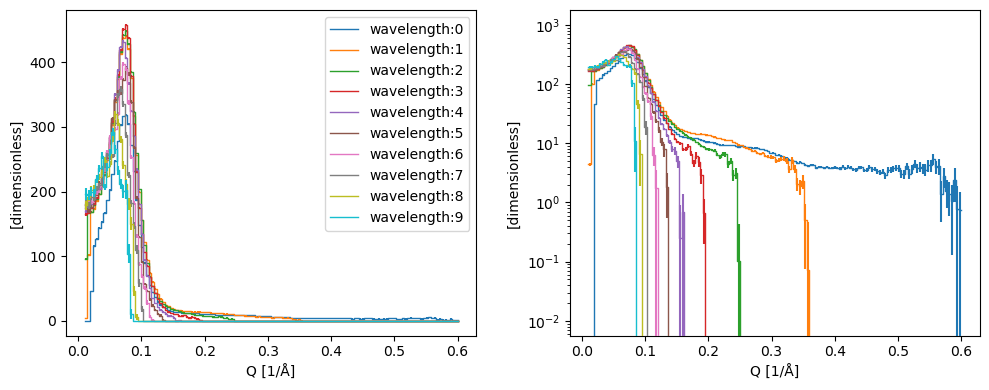 [dimensionless]
400
300
200
100
0
0.0 0.1 0.2 0.3 0.4 0.5 0.6
Q [1/Å]
wavelength:0
wavelength:1
wavelength:2
wavelength:3
wavelength:4
wavelength:5
wavelength:6
wavelength:7
wavelength:8
wavelength:9
[dimensionless]
10³
10²
10¹
10⁰
10⁻¹
10⁻²
0.0 0.1 0.2 0.3 0.4 0.5 0.6
Q [1/Å]